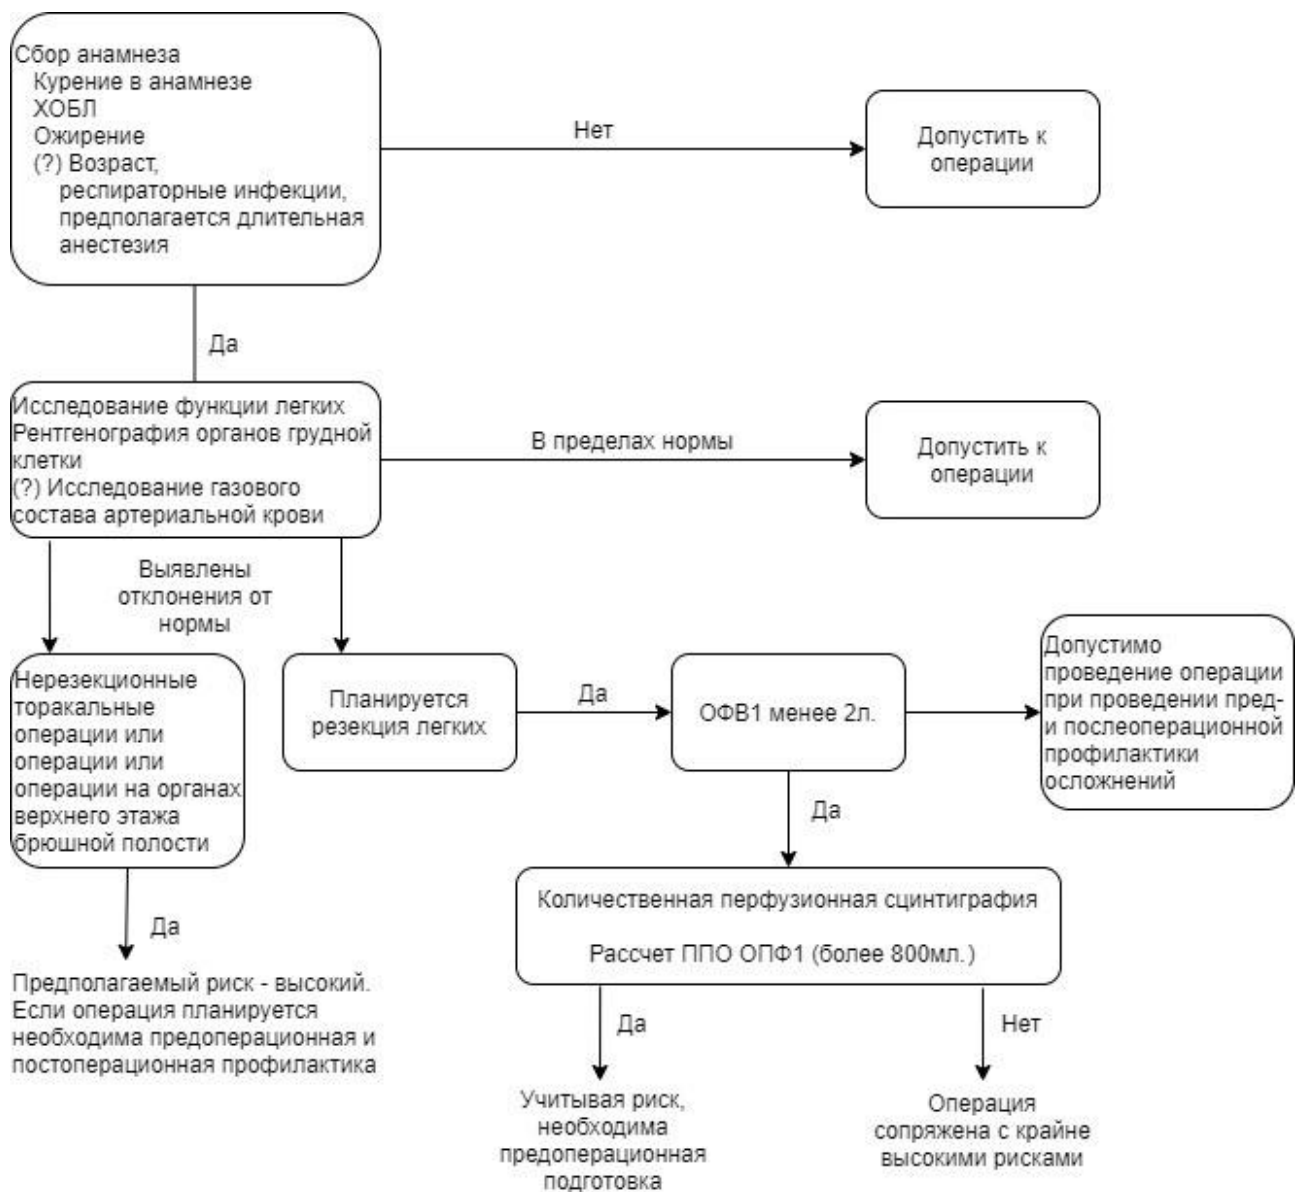 Сбор анамнеза
Курение в анамнезе
ХОБЛ
Ожирение
(?) Возраст,
респираторные инфекции,
предполагается длительная
анестезия
Нет
Допустить к
операции
Да
Исследование функции легких
Рентгенография органов грудной
клетки
(?) Исследование газового
состава артериальной крови
В пределах нормы
Допустить к
операции
Выявлены
отклонения от
нормы
Нерезекционные
торакальные
операции или
операции или
операции на органах
верхнего этажа
брюшной полости
Планируется
резекция легких
Да
ОФВ1 менее 2л.
Допустимо
проведение операции
при проведении пред-
и послеоперационной
профилактики
осложнений
Да
Количественная перфузионная сцинтиграфия
Рассчет ППО ОПФ1 (более 800мл.)
Да
Предполагаемый риск - высокий.
Если операция планируется
необходима предоперационная и
постоперационная профилактика
Да
Нет
Учитывая риск,
необходима
предоперационная
подготовка
Операция
сопряжена с крайне
высокими рисками